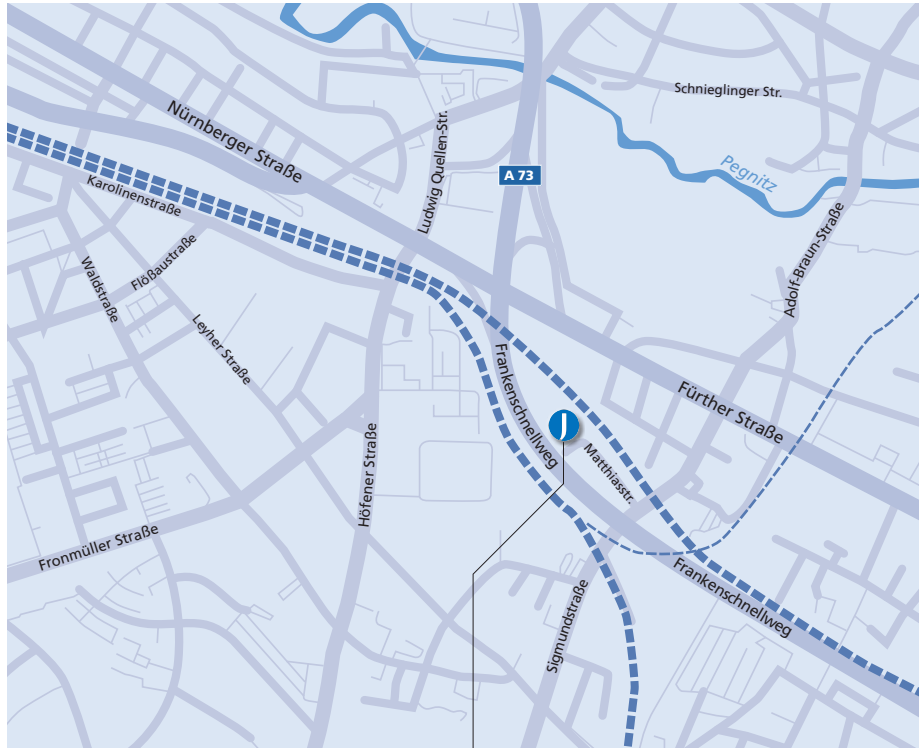 Schnieglinger Str.
Nürnberger Straße
Ludwig Quellen-Str.
A 73
Pegnitz
Karolinenstraße
Flößaustraße
Adolf-Braun-Straße
Waldstraße
Leyher Straße
Frankenschnellweg
Fürther Straße
J
Matthiasstr.
Höfener Straße
Fronmüller Straße
Frankenschnellweg
Sigmundstraße